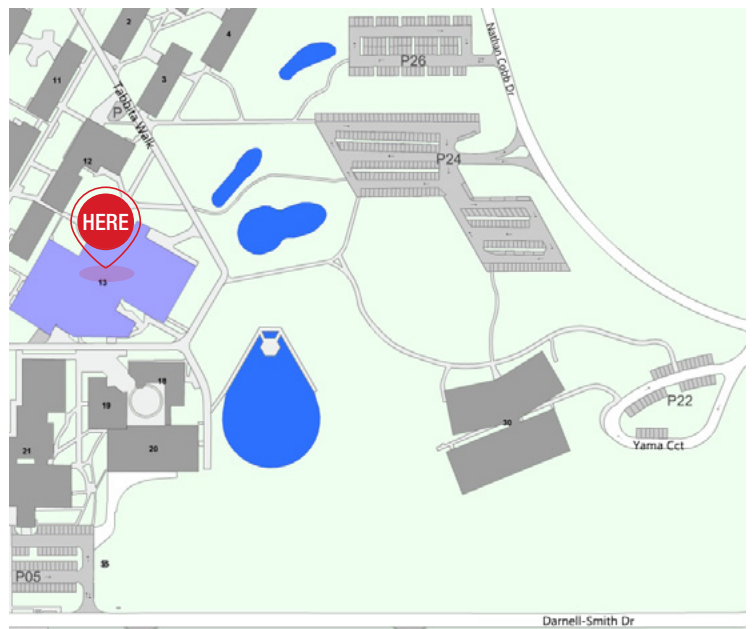 2
4
Nathan Cobb Dr
P26
11
3
P
Tabbita Walk
12
P24
HERE
13
18
P22
19
30
20
21
Yama Cct
55
P05
Darnell-Smith Dr